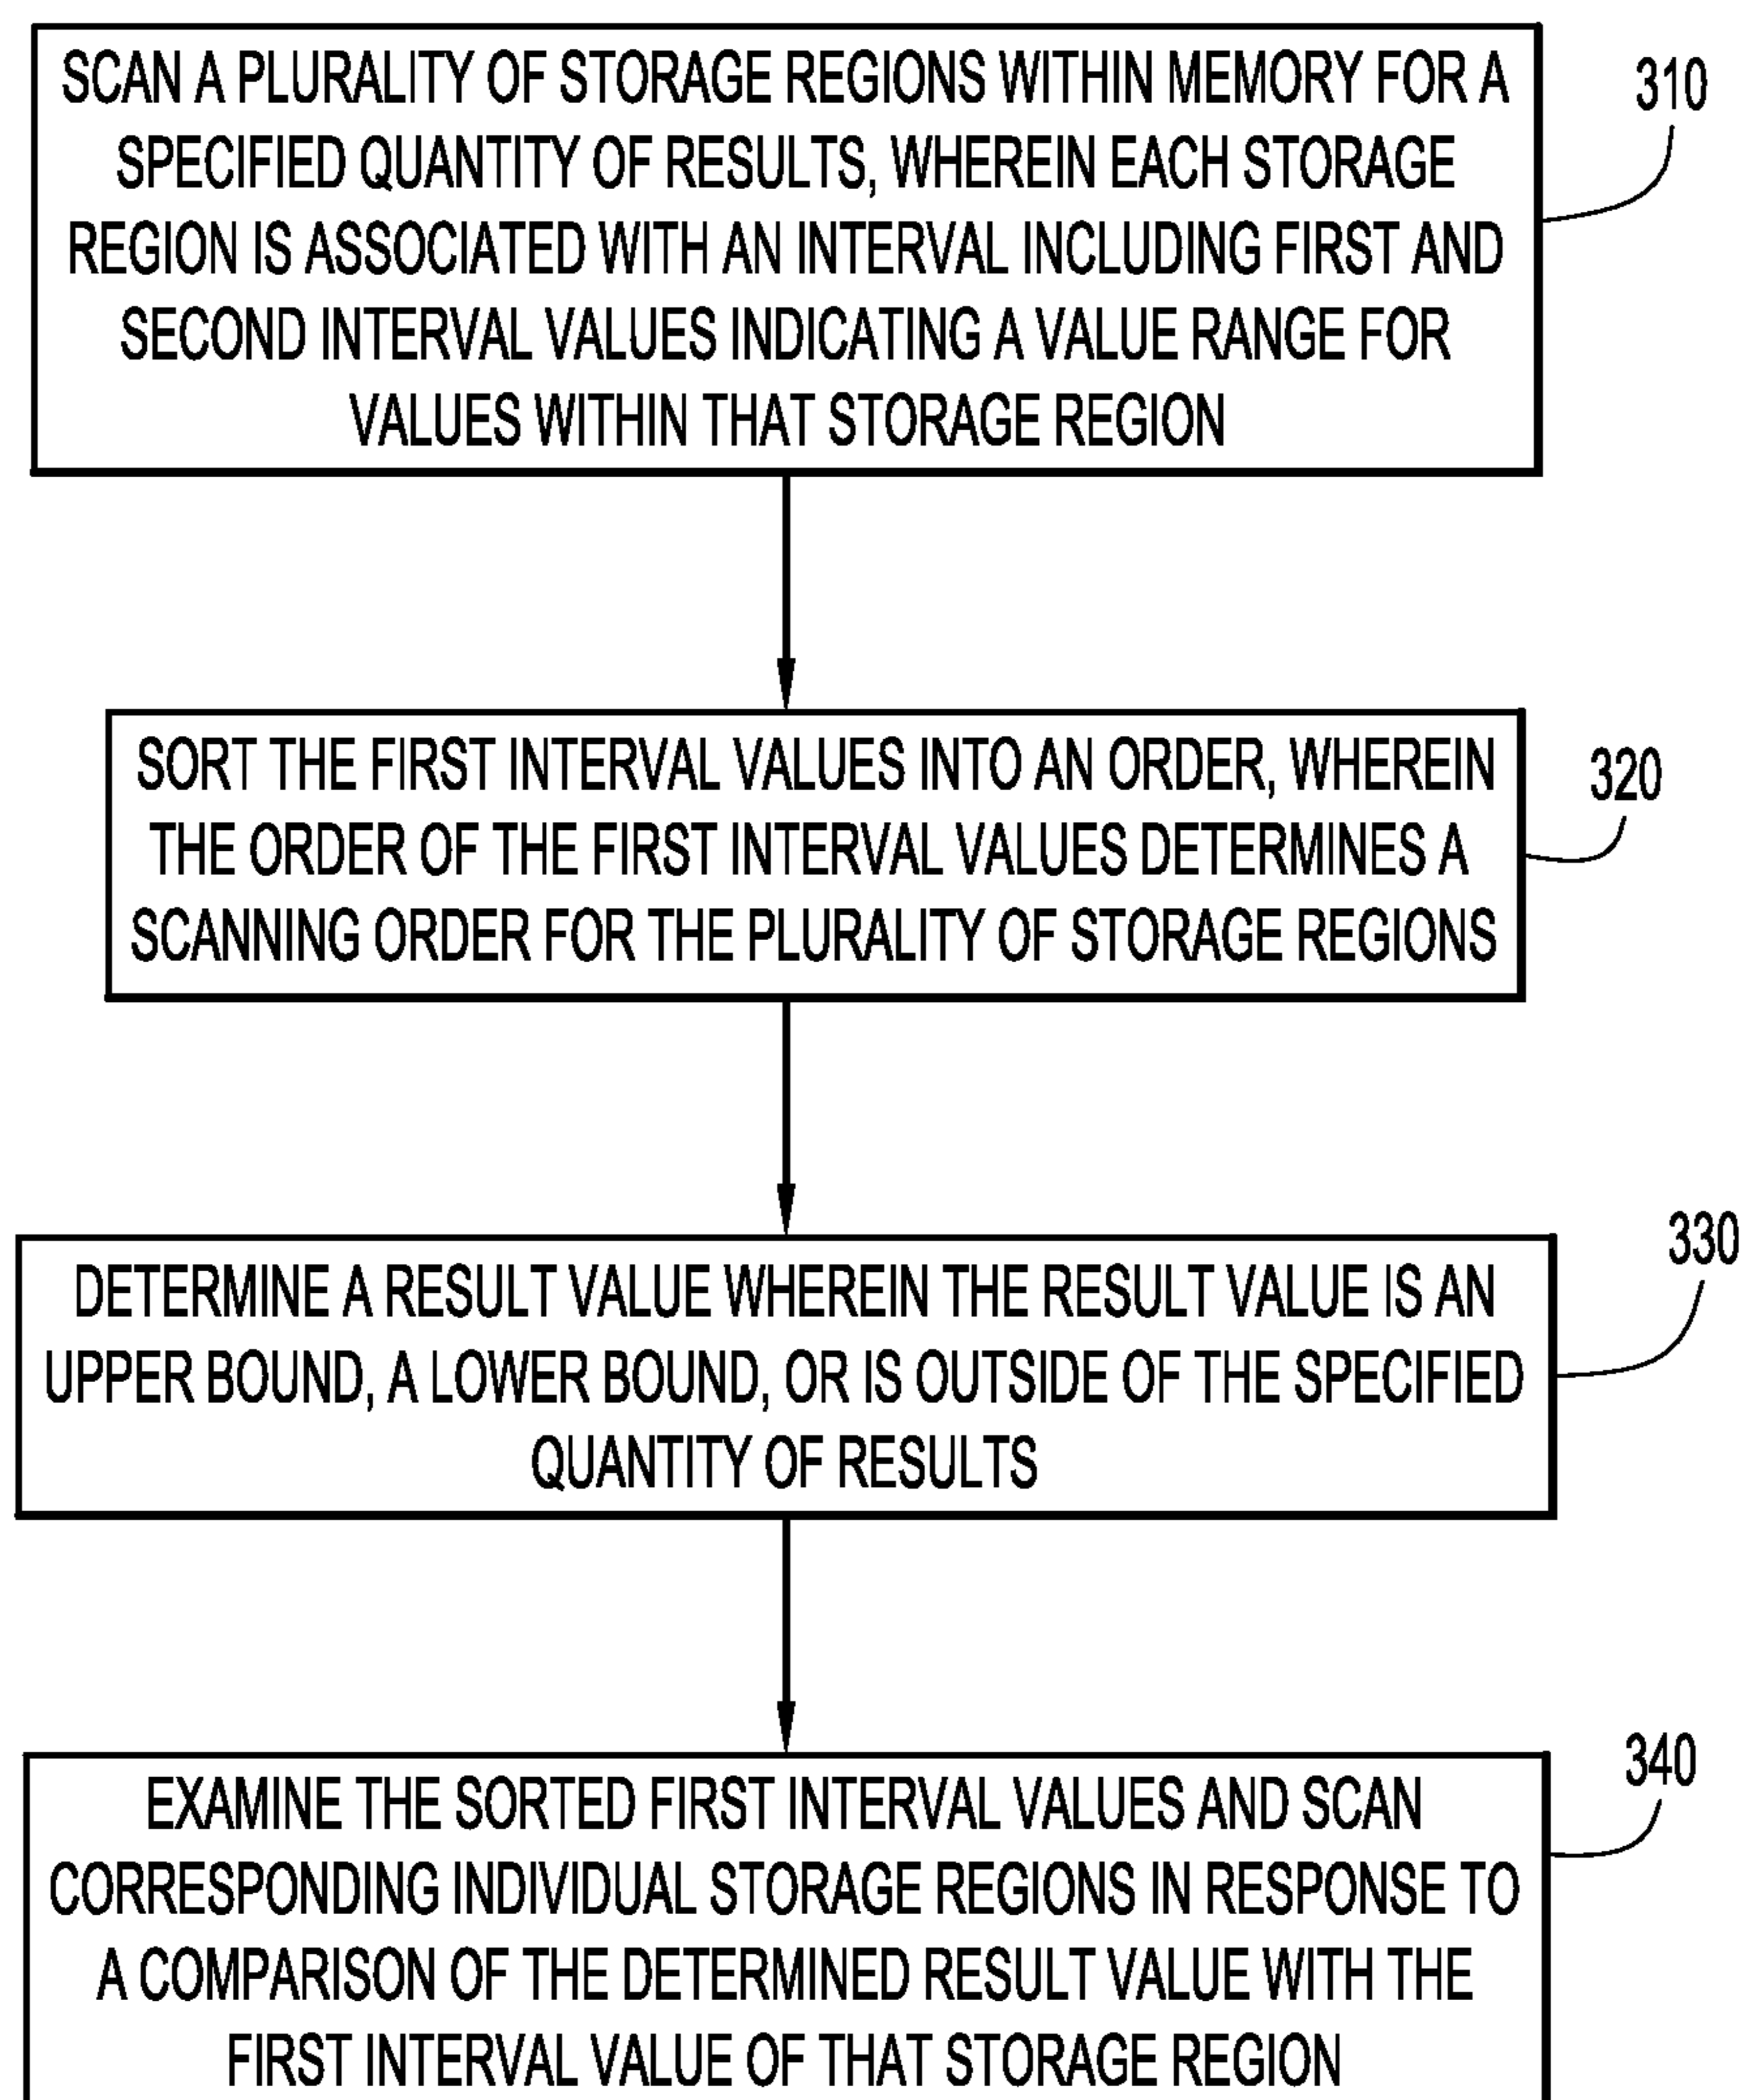 SCAN A PLURALITY OF STORAGE REGIONS WITHIN MEMORY FOR A
SPECIFIED QUANTITY OF RESULTS, WHEREIN EACH STORAGE
REGION IS ASSOCIATED WITH AN INTERVAL INCLUDING FIRST AND
SECOND INTERVAL VALUES INDICATING A VALUE RANGE FOR
VALUES WITHIN THAT STORAGE REGION
310
SORT THE FIRST INTERVAL VALUES INTO AN ORDER, WHEREIN
THE ORDER OF THE FIRST INTERVAL VALUES DETERMINES A
SCANNING ORDER FOR THE PLURALITY OF STORAGE REGIONS
320
DETERMINE A RESULT VALUE WHEREIN THE RESULT VALUE IS AN
UPPER BOUND, A LOWER BOUND, OR IS OUTSIDE OF THE SPECIFIED
QUANTITY OF RESULTS
330
EXAMINE THE SORTED FIRST INTERVAL VALUES AND SCAN
CORRESPONDING INDIVIDUAL STORAGE REGIONS IN RESPONSE TO
A COMPARISON OF THE DETERMINED RESULT VALUE WITH THE
FIRST INTERVAL VALUE OF THAT STORAGE REGION
340